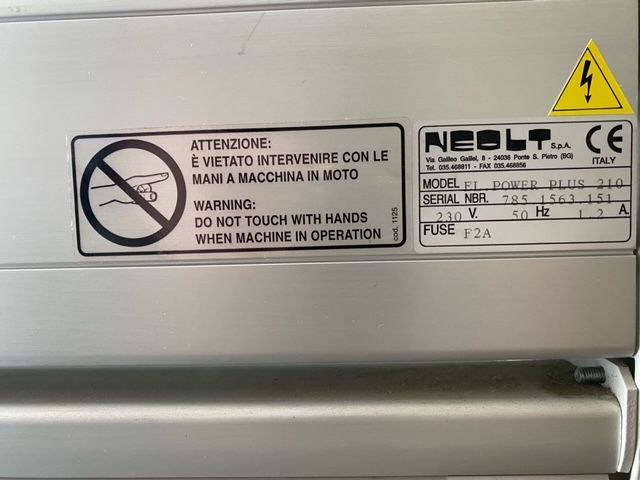 ATTENZIONE:
È VIETATO INTERVENIRE CON LE
MANI A MACCHINA IN MOTO
WARNING:
DO NOT TOUCH WITH HANDS
WHEN MACHINE IN OPERATION
cod. 1125
NEOLT S.p.A. CE
Via Galileo Galilei, 8 - 24036 Ponte S. Pietro (BG)
Tel. 035.468811 - FAX 035.468856
ITALY
MODEL EL POWER PLUS 210
SERIAL NBR. 785 1563 151
230 V. 50 Hz 1.2 A.
FUSE F2A